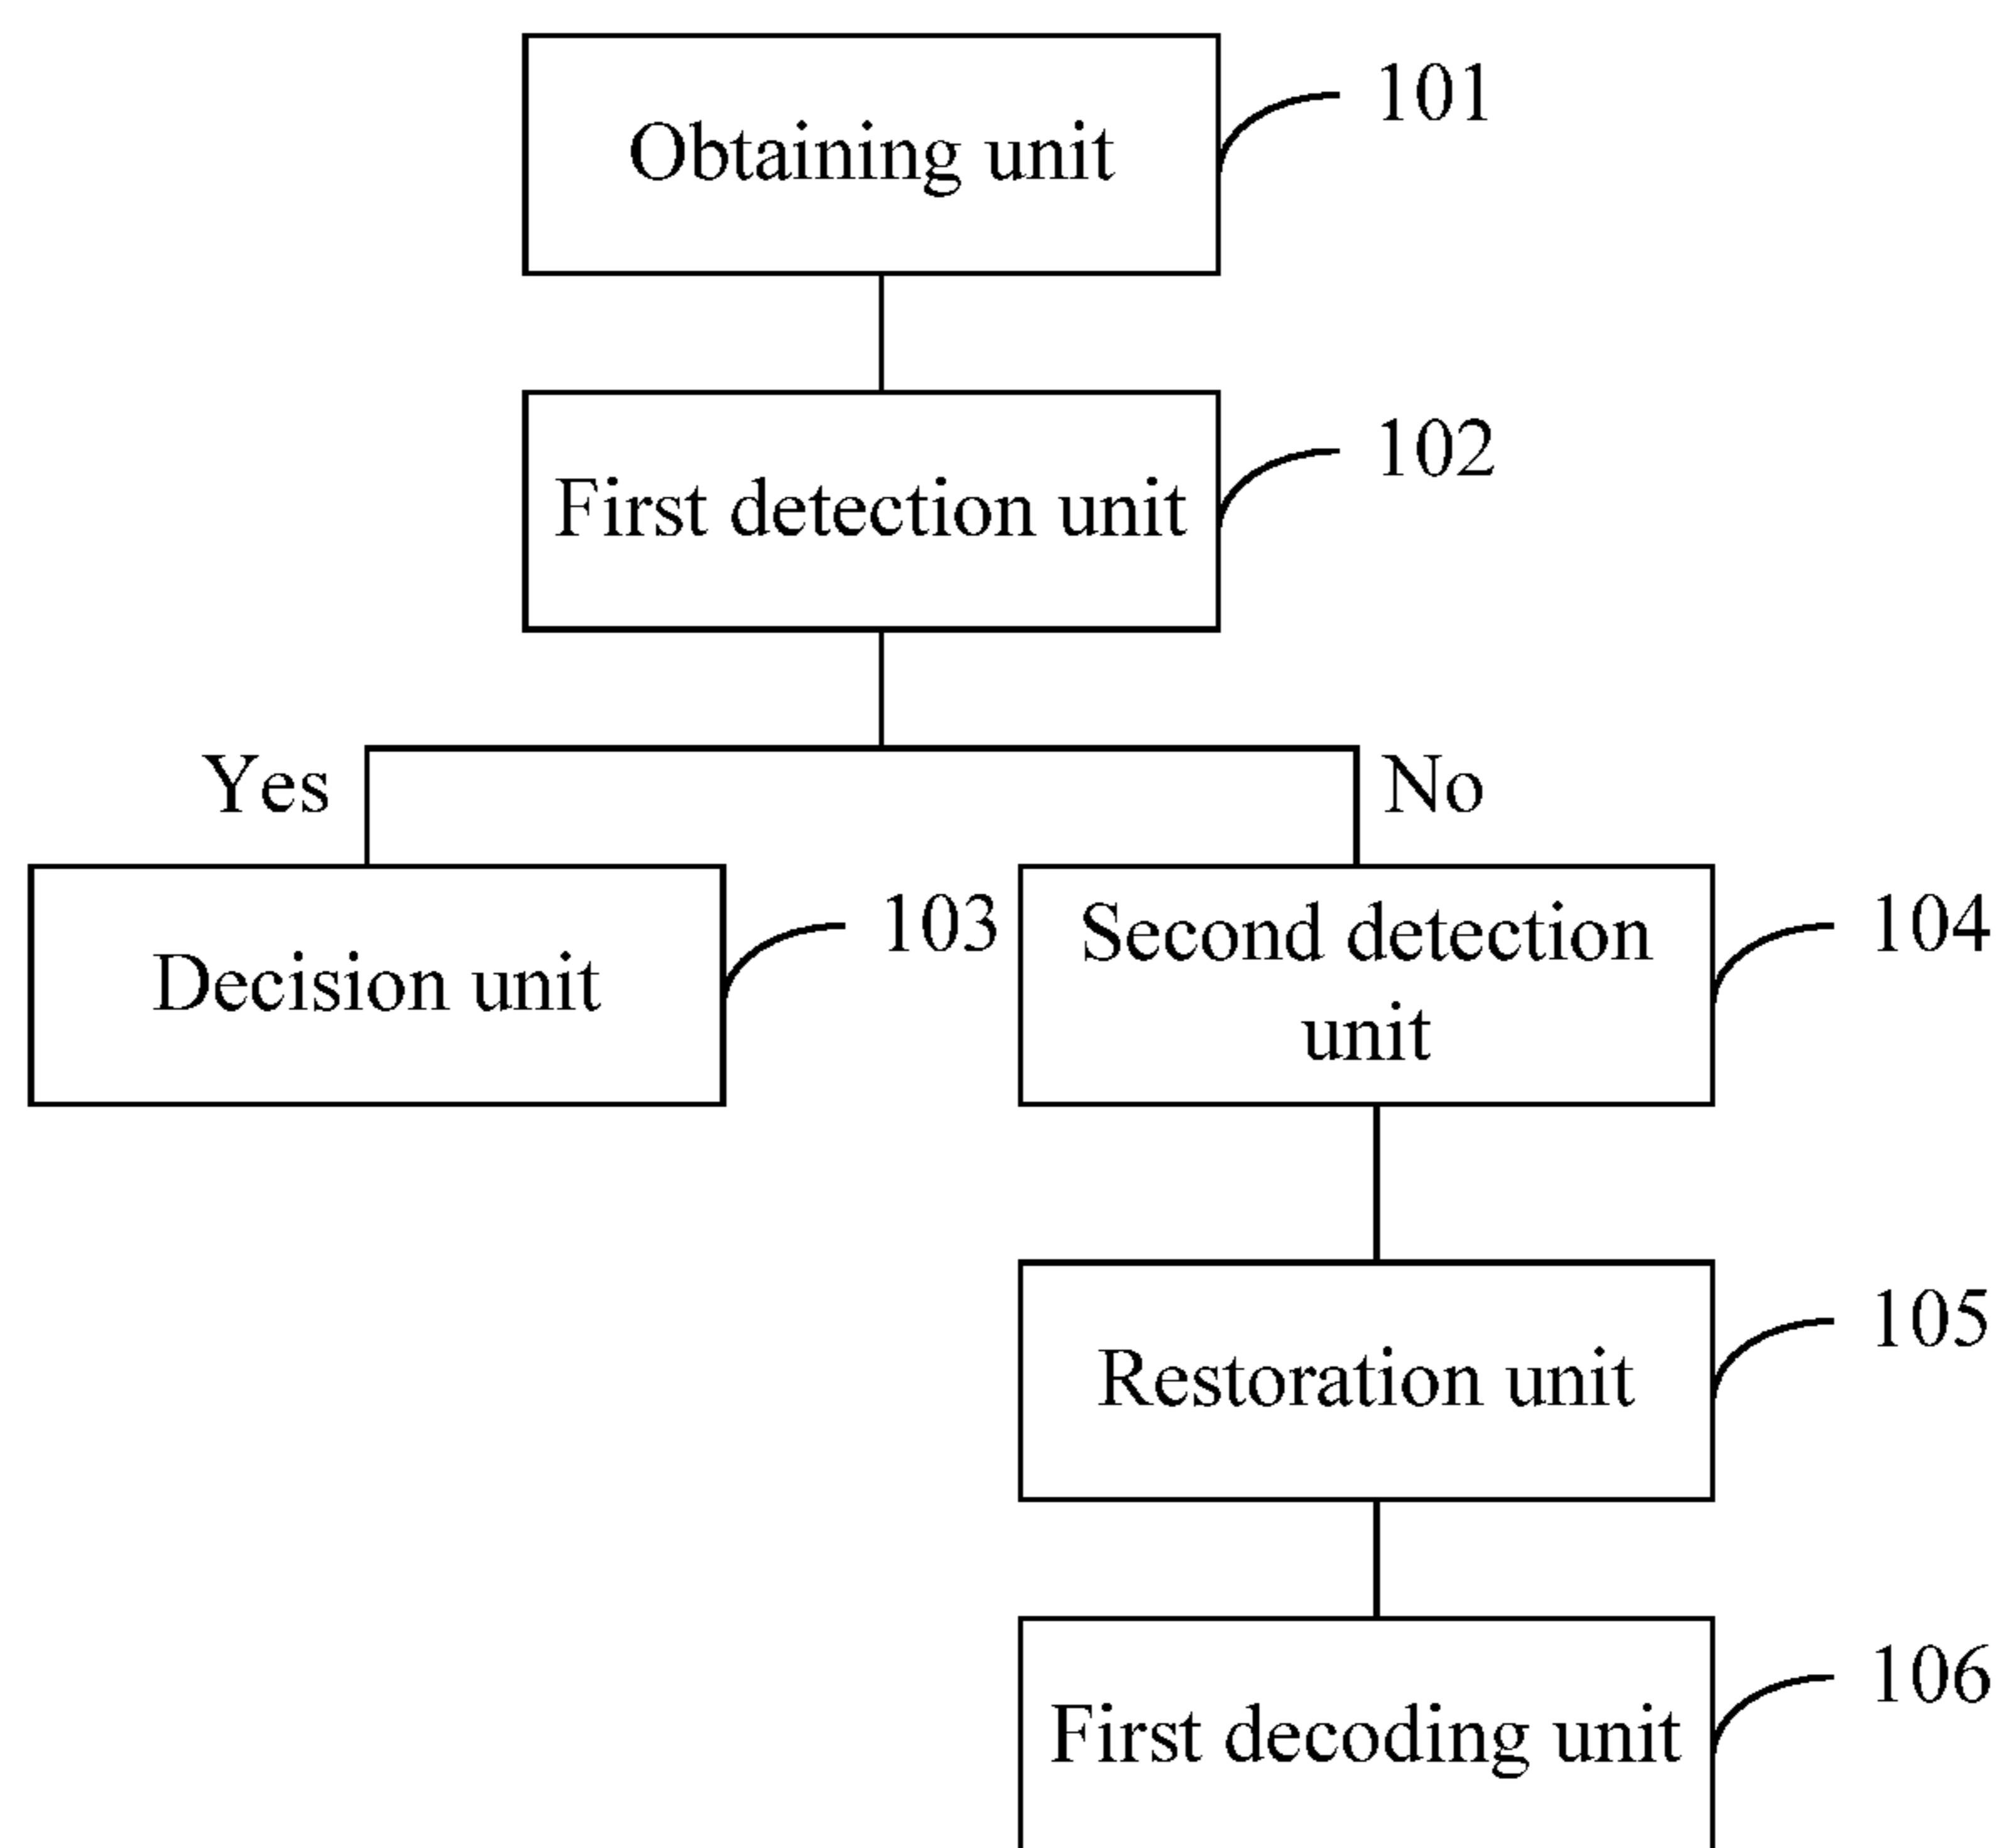 Obtaining unit
101
First detection unit
102
Yes
No
Decision unit
103
Second detection
unit
104
Restoration unit
105
First decoding unit
106